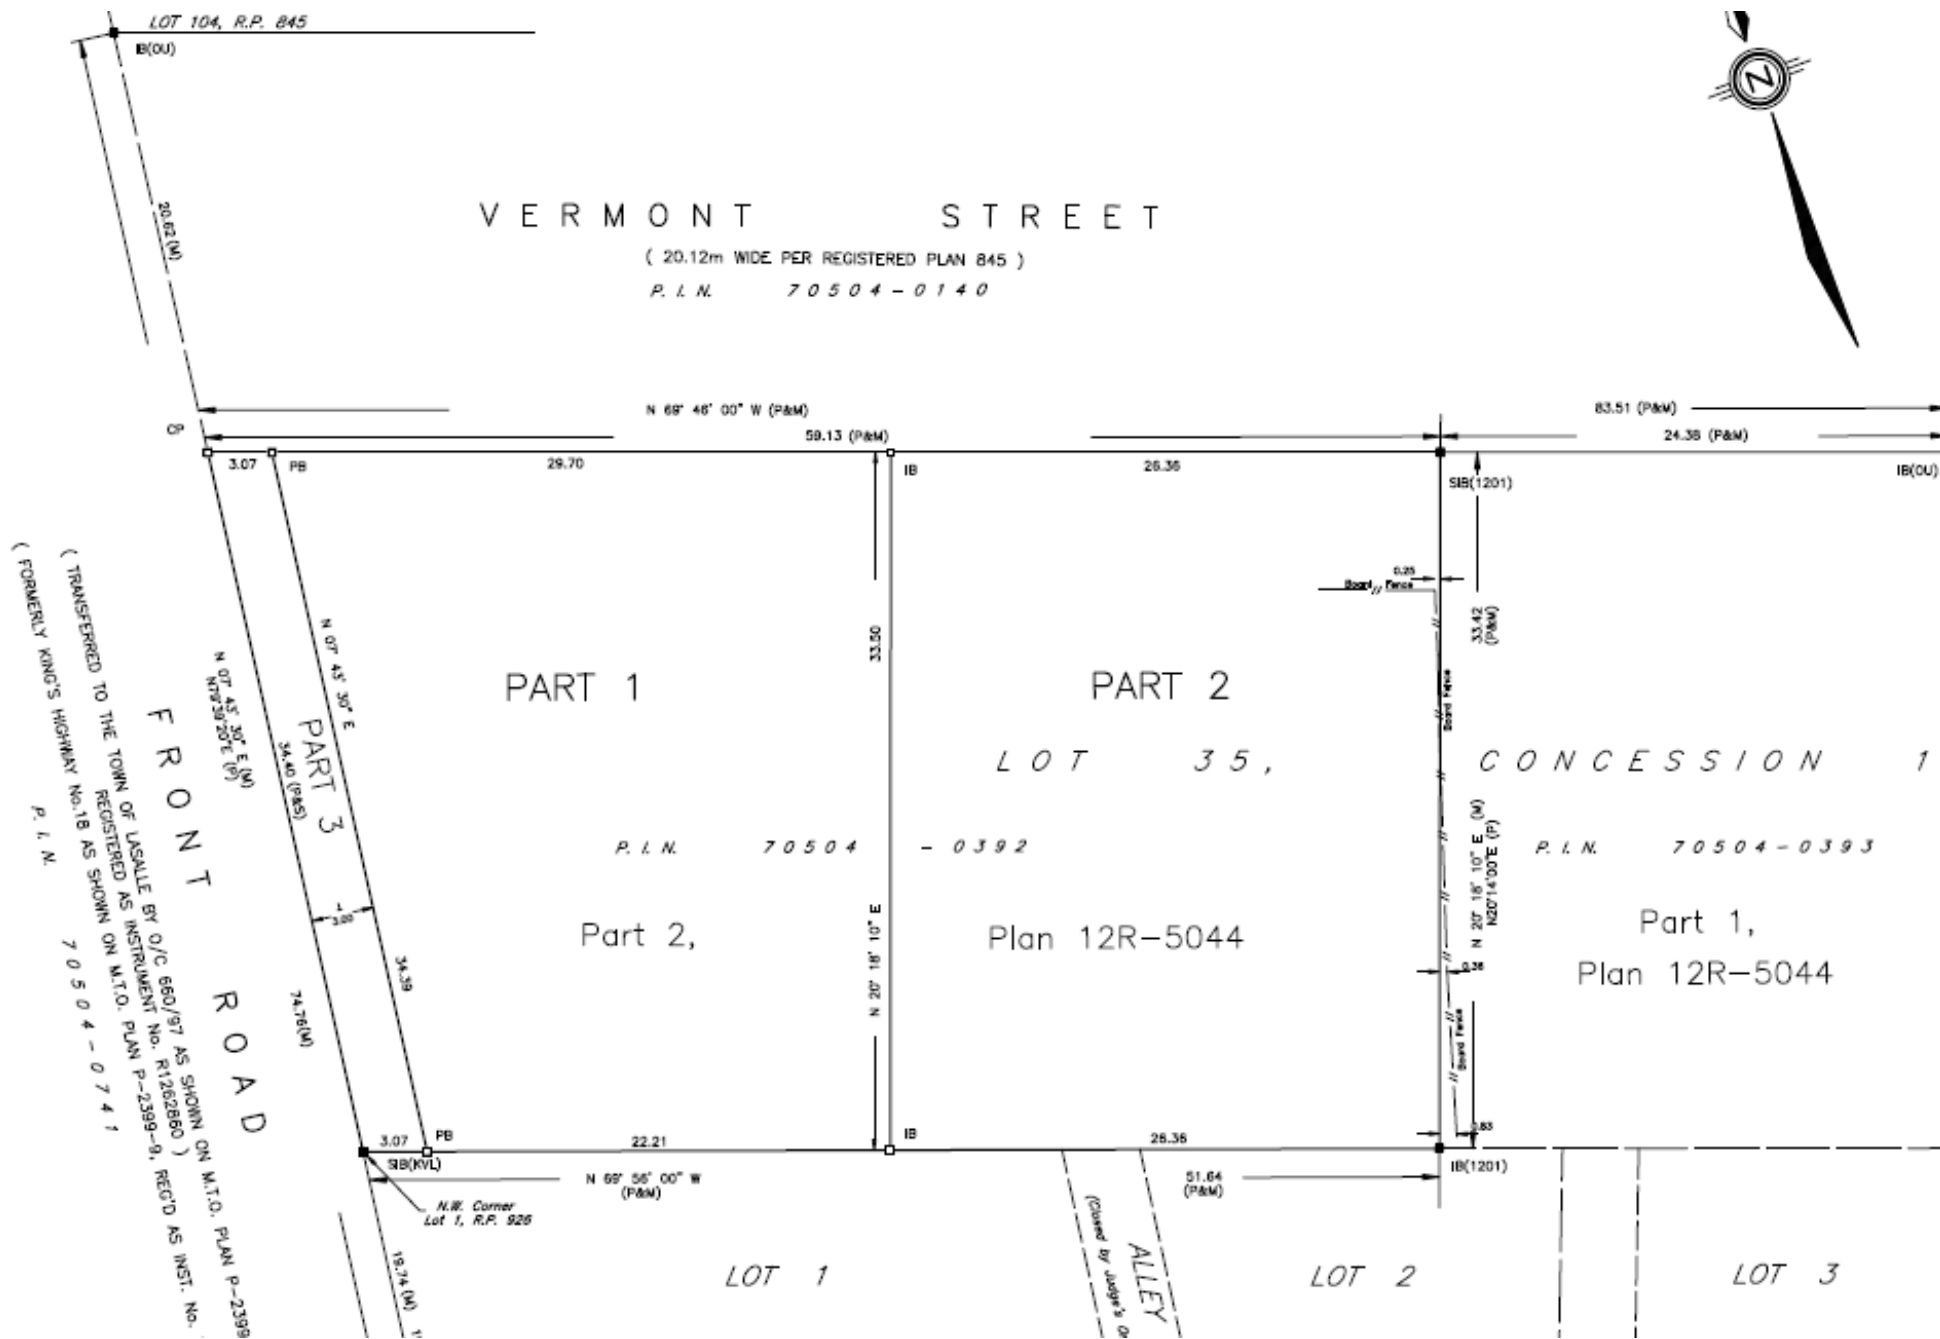 LOT 104, R.P. 845
IB(OU)
N
20.62(M)
VERMONT STREET
( 20.12m WIDE PER REGISTERED PLAN 845 )
P.I.N. 70504-0140
N 69° 46' 00" W (P&M)
83.51 (P&M)
59.13 (P&M)
24.38 (P&M)
CP
3.07
PB
29.70
IB
26.36
SIB(1201)
IB(OU)
0.25
Board Fence
33.42
(P&M)
33.50
N 07° 43' 30" E
PART 1
PART 2
PART 3
Board Fence
LOT 35, CONCESSION 1
N 07° 43' 30" E (M)
N79°39'20"E (P)
34.40 (P&S)
P.I.N. 70504 - 0392
P.I.N. 70504-0393
N 20° 18' 10" E (M)
N20°14'00"E (P)
N 20° 18' 10" E
Part 2, Plan 12R-5044
Part 1,
Plan 12R-5044
34.39
0.36
74.76(M)
Board Fence
FRONT ROAD
( TRANSFERRED TO THE TOWN OF LASALLE BY O/C 660/97 AS SHOWN ON M.T.O. PLAN P-2399
REGISTERED AS INSTRUMENT No. R1262860 )
( FORMERLY KING'S HIGHWAY No.18 AS SHOWN ON M.T.O. PLAN P-2399-9, REG'D AS INST. No.
P.I.N. 70504-0741
3.07
PB
SIB(KVL)
22.21
IB
26.36
IB(1201)
N 69° 56' 00" W
(P&M)
51.64
(P&M)
N.W. Corner
Lot 1, R.P. 926
19.74(M)
LOT 1
ALLEY
(Closed by Judge's
LOT 2
LOT 3